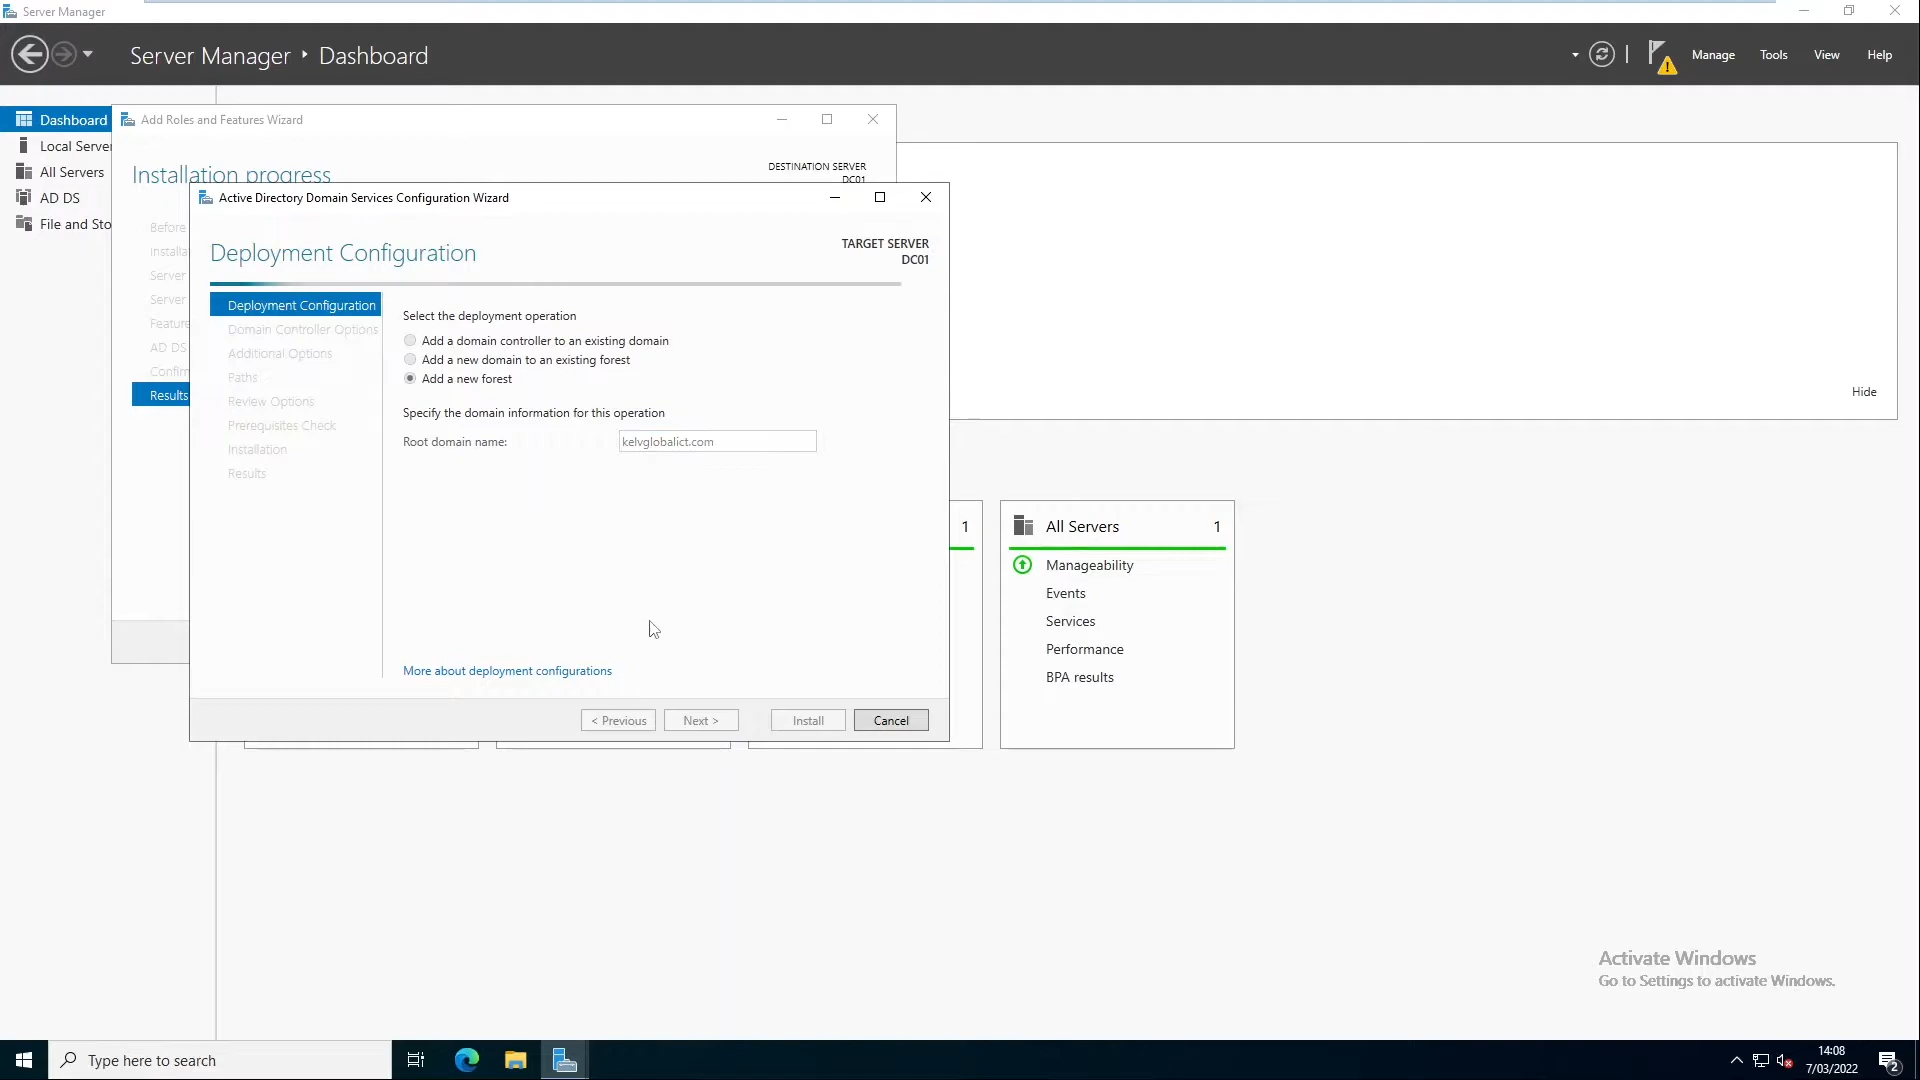 Server Manager
Server Manager ‣ Dashboard
Manage
Tools
View
Help
Dashboard
Local Server
All Servers
AD DS
File and Sto
Add Roles and Features Wizard
Installation progress
DESTINATION SERVER
DC01
Before
Installa
Server
Server
Feature
AD DS
Confirm
Results
Active Directory Domain Services Configuration Wizard
Deployment Configuration
TARGET SERVER
DC01
Deployment Configuration
Domain Controller Options
Additional Options
Paths
Review Options
Prerequisites Check
Installation
Results
Select the deployment operation
Add a domain controller to an existing domain
Add a new domain to an existing forest
Add a new forest
Specify the domain information for this operation
Root domain name:
kelvglobalict.com
More about deployment configurations
< Previous
Next >
Install
Cancel
Hide
1
All Servers 1
Manageability
Events
Services
Performance
BPA results
Activate Windows
Go to Settings to activate Windows.
Type here to search
14:08
7/03/2022
2